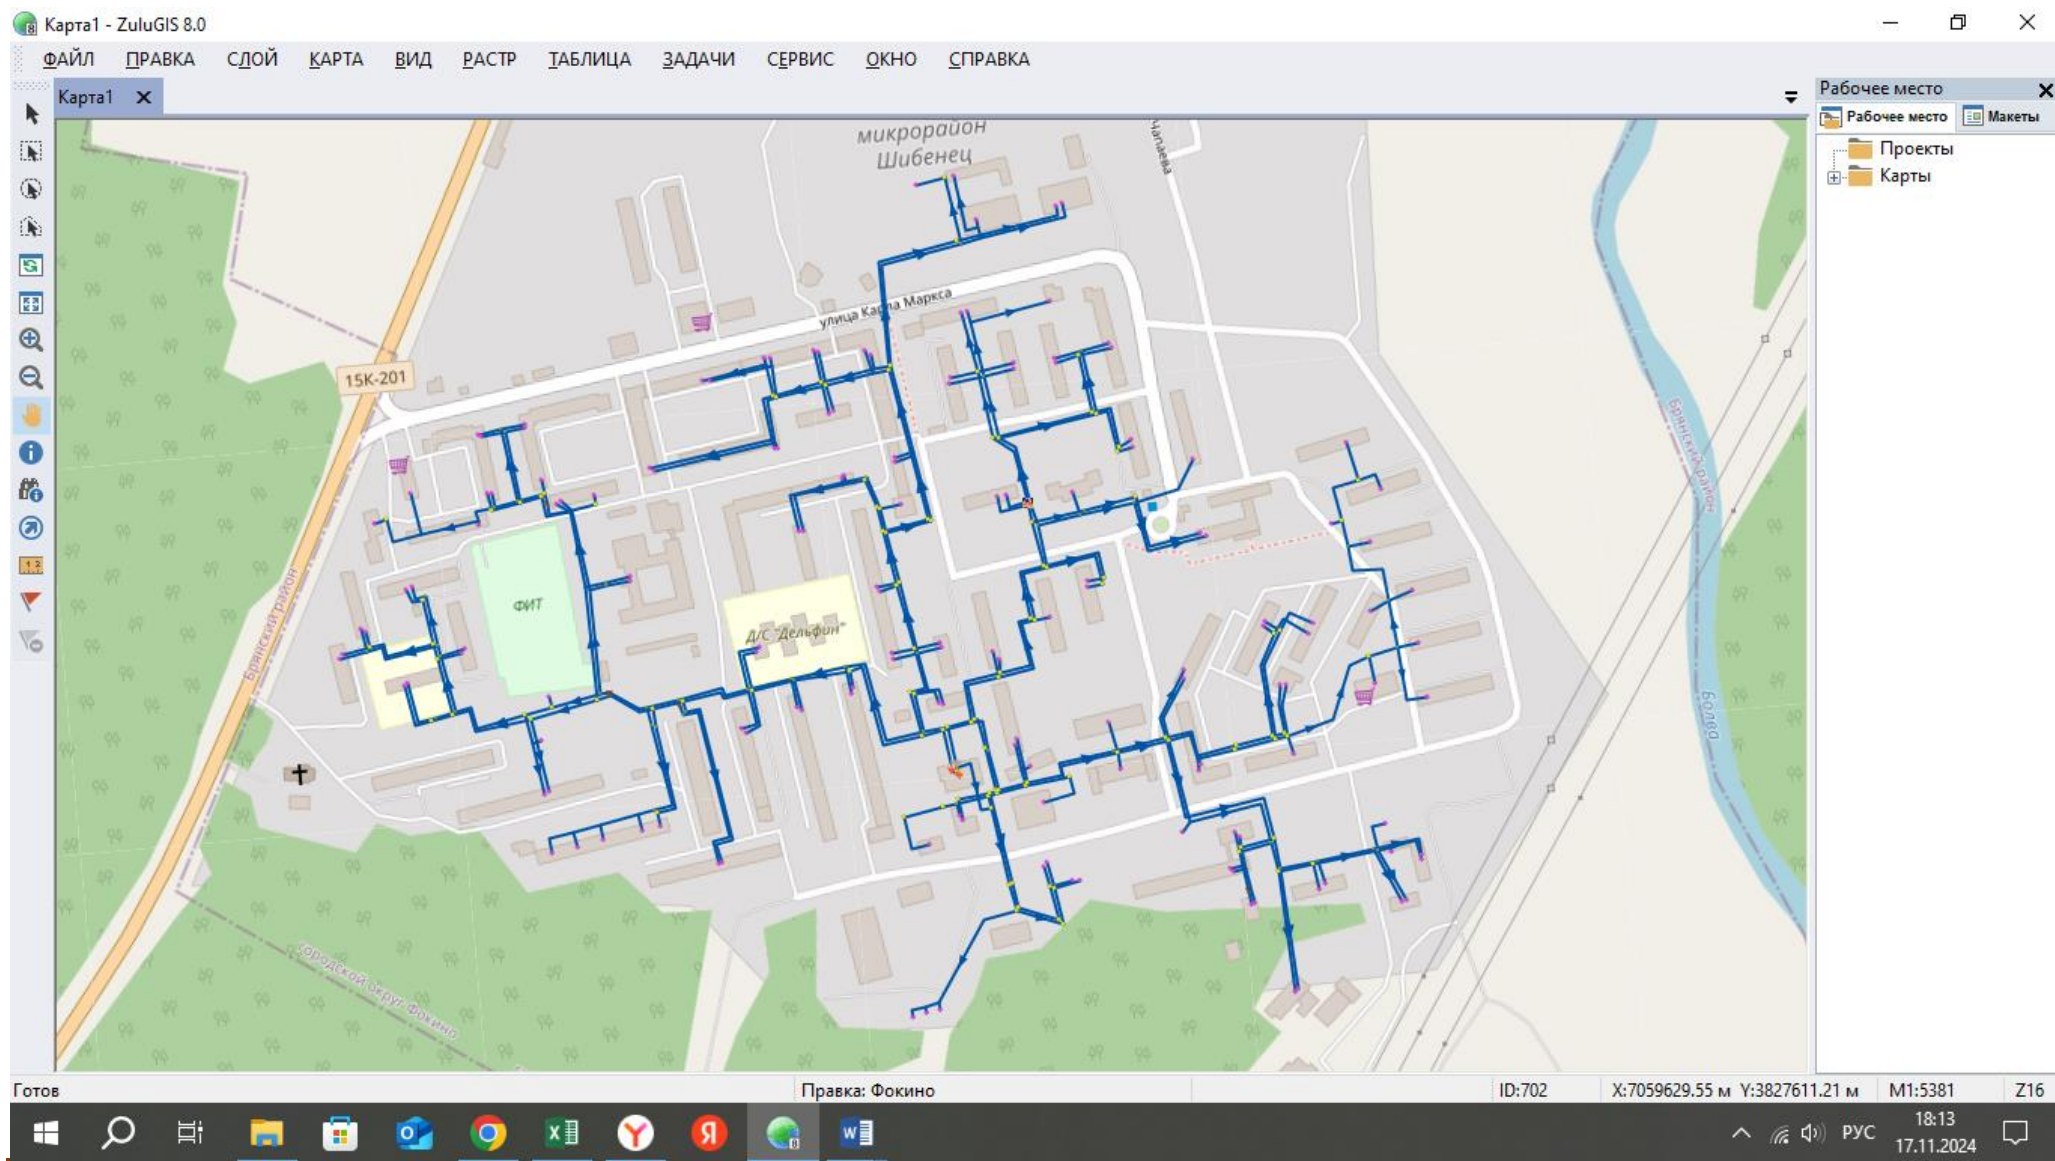 Карта1 - ZuluGIS 8.0
ФАЙЛ ПРАВКА СЛОЙ КАРТА ВИД РАСТР ТАБЛИЦА ЗАДАЧИ СЕРВИС ОКНО СПРАВКА
Карта1
Рабочее место
Рабочее место Макеты
Проекты
Карты
микрорайон
Шибенец
Чапаева
улица Карла Маркса
15К-201
Брянский район
ФИТ
Д/С "Дельфин"
Брянский район
Болва
городской округ Фокино
Готов
Правка: Фокино
ID:702
X:7059629.55 м Y:3827611.21 м
М1:5381
Z16
РУС
18:13
17.11.2024